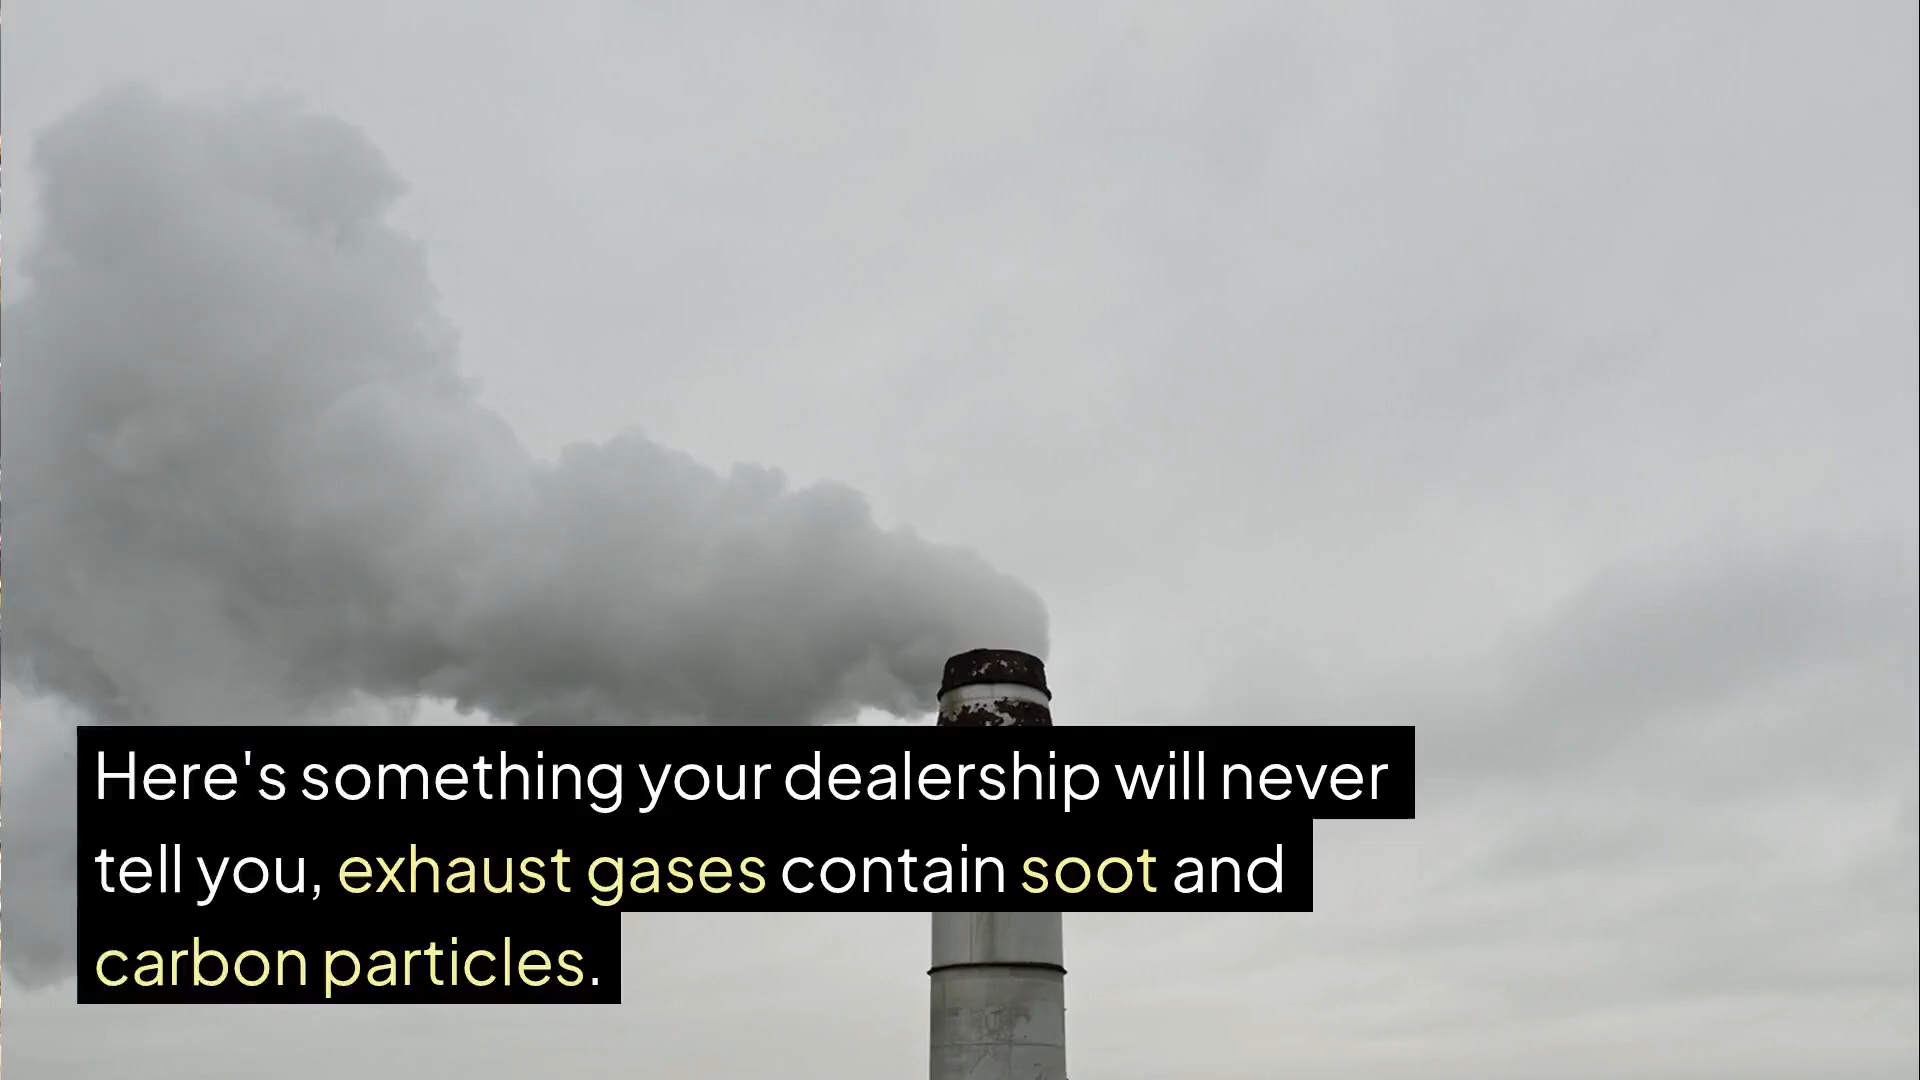 Here's something your dealership will never
tell you, exhaust gases contain soot and
carbon particles.